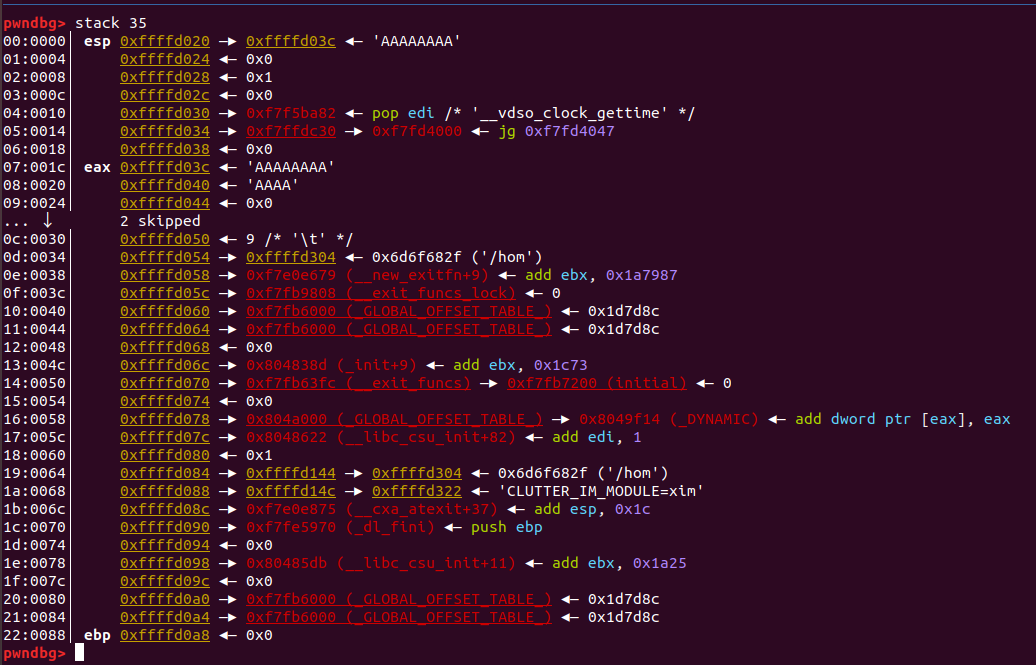 pwndbg> stack 35
00:0000│ esp 0xffffd020 —▸ 0xffffd03c ◂— 'AAAAAAAA'
01:0004│     0xffffd024 ◂— 0x0
02:0008│     0xffffd028 ◂— 0x1
03:000c│     0xffffd02c ◂— 0x0
04:0010│     0xffffd030 —▸ 0xf7f5ba82 ◂— pop edi /* '__vdso_clock_gettime' */
05:0014│     0xffffd034 —▸ 0xf7ffdc30 —▸ 0xf7fd4000 ◂— jg 0xf7fd4047
06:0018│     0xffffd038 ◂— 0x0
07:001c│ eax 0xffffd03c ◂— 'AAAAAAAA'
08:0020│     0xffffd040 ◂— 'AAAA'
09:0024│     0xffffd044 ◂— 0x0
... ↓        2 skipped
0c:0030│     0xffffd050 ◂— 9 /* '\t' */
0d:0034│     0xffffd054 —▸ 0xffffd304 ◂— 0x6d6f682f ('/hom')
0e:0038│     0xffffd058 —▸ 0xf7e0e679 (__new_exitfn+9) ◂— add ebx, 0x1a7987
0f:003c│     0xffffd05c —▸ 0xf7fb9808 (__exit_funcs_lock) ◂— 0
10:0040│     0xffffd060 —▸ 0xf7fb6000 (_GLOBAL_OFFSET_TABLE_) ◂— 0x1d7d8c
11:0044│     0xffffd064 —▸ 0xf7fb6000 (_GLOBAL_OFFSET_TABLE_) ◂— 0x1d7d8c
12:0048│     0xffffd068 ◂— 0x0
13:004c│     0xffffd06c —▸ 0x804838d (_init+9) ◂— add ebx, 0x1c73
14:0050│     0xffffd070 —▸ 0xf7fb63fc (__exit_funcs) —▸ 0xf7fb7200 (initial) ◂— 0
15:0054│     0xffffd074 ◂— 0x0
16:0058│     0xffffd078 —▸ 0x804a000 (_GLOBAL_OFFSET_TABLE_) —▸ 0x8049f14 (_DYNAMIC) ◂— add dword ptr [eax], eax
17:005c│     0xffffd07c —▸ 0x8048622 (__libc_csu_init+82) ◂— add edi, 1
18:0060│     0xffffd080 ◂— 0x1
19:0064│     0xffffd084 —▸ 0xffffd144 —▸ 0xffffd304 ◂— 0x6d6f682f ('/hom')
1a:0068│     0xffffd088 —▸ 0xffffd14c —▸ 0xffffd322 ◂— 'CLUTTER_IM_MODULE=xim'
1b:006c│     0xffffd08c —▸ 0xf7e0e875 (__cxa_atexit+37) ◂— add esp, 0x1c
1c:0070│     0xffffd090 —▸ 0xf7fe5970 (_dl_fini) ◂— push ebp
1d:0074│     0xffffd094 ◂— 0x0
1e:0078│     0xffffd098 —▸ 0x80485db (__libc_csu_init+11) ◂— add ebx, 0x1a25
1f:007c│     0xffffd09c ◂— 0x0
20:0080│     0xffffd0a0 —▸ 0xf7fb6000 (_GLOBAL_OFFSET_TABLE_) ◂— 0x1d7d8c
21:0084│     0xffffd0a4 —▸ 0xf7fb6000 (_GLOBAL_OFFSET_TABLE_) ◂— 0x1d7d8c
22:0088│ ebp 0xffffd0a8 ◂— 0x0
pwndbg>